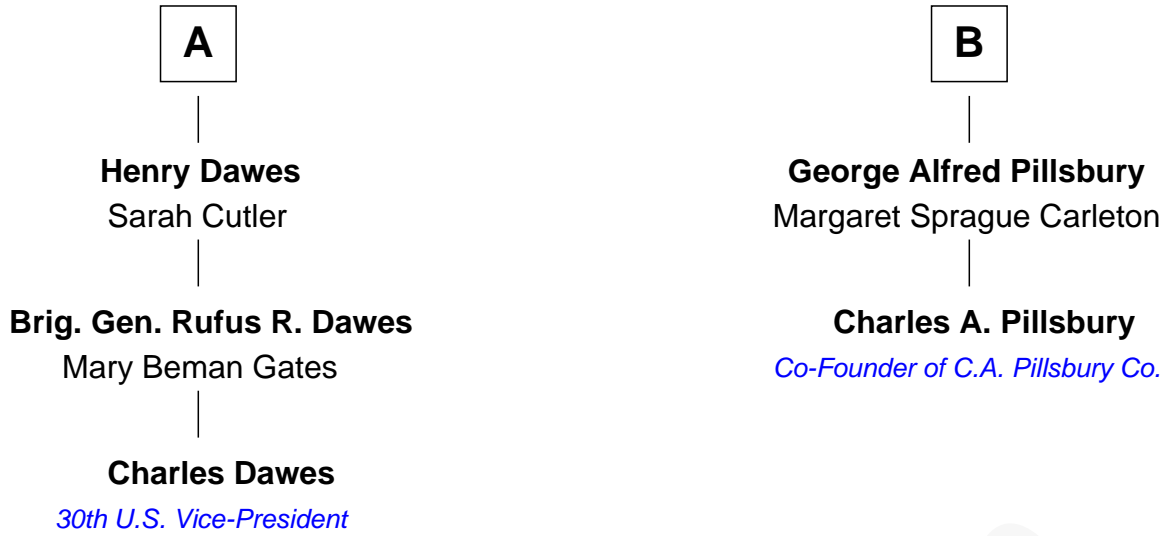 A
Henry Dawes
Sarah Cutler
Brig. Gen. Rufus R. Dawes
Mary Beman Gates
Charles Dawes
30th U.S. Vice-President
B
George Alfred Pillsbury
Margaret Sprague Carleton
Charles A. Pillsbury
Co-Founder of C.A. Pillsbury Co.